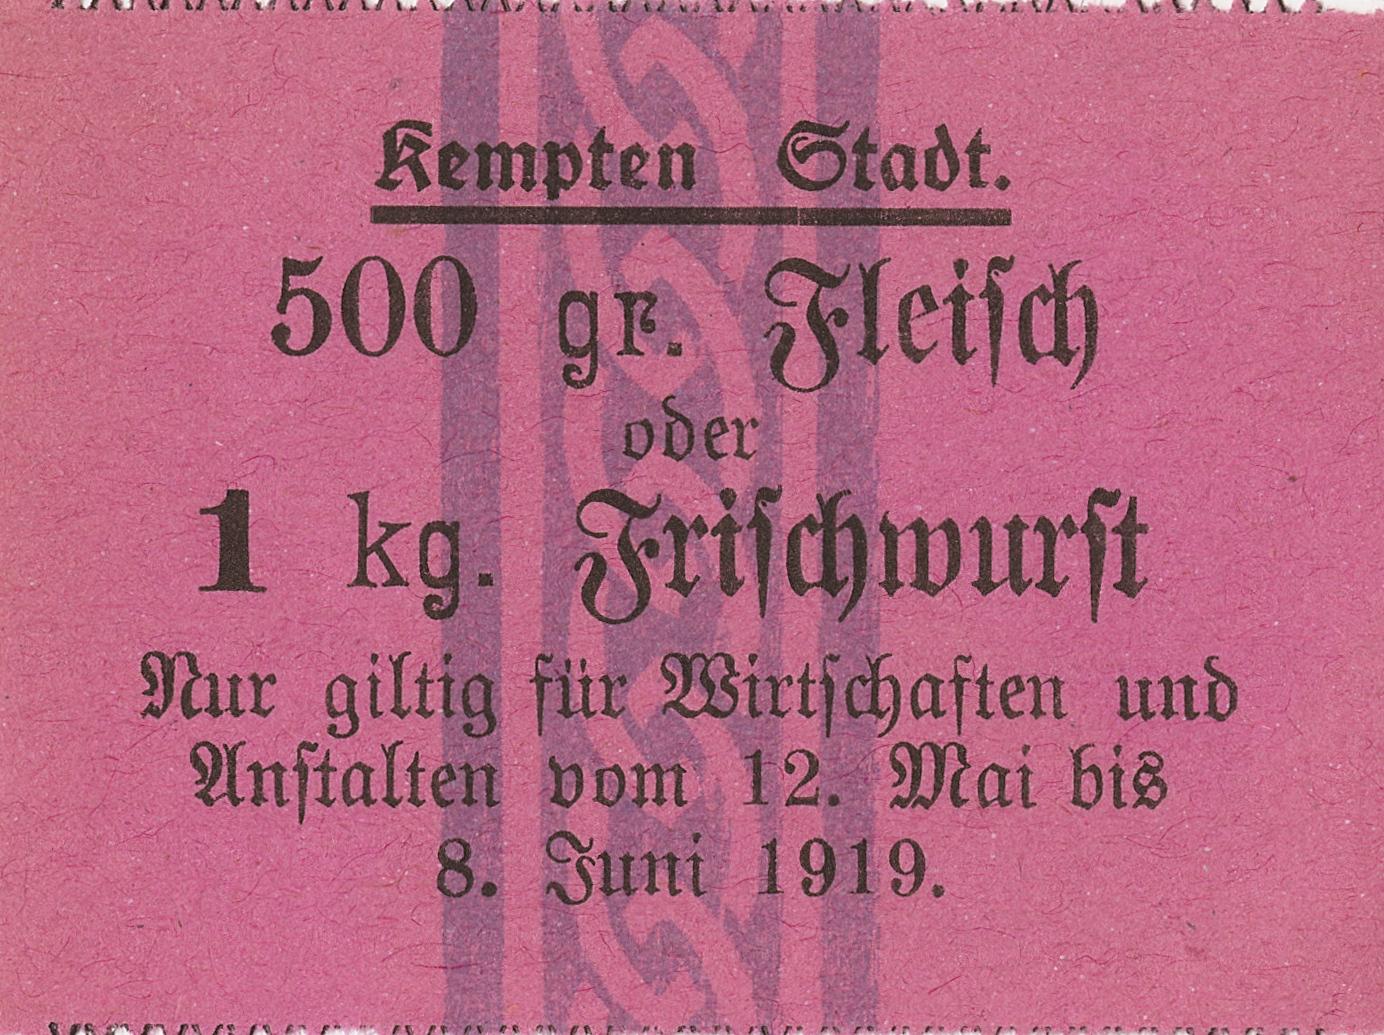 Kempten Stadt.
500 gr. Fleisch
oder
1 kg. Frischwurst
Nur giltig für Wirtschaften und
Anstalten vom 12. Mai bis
8. Juni 1919.